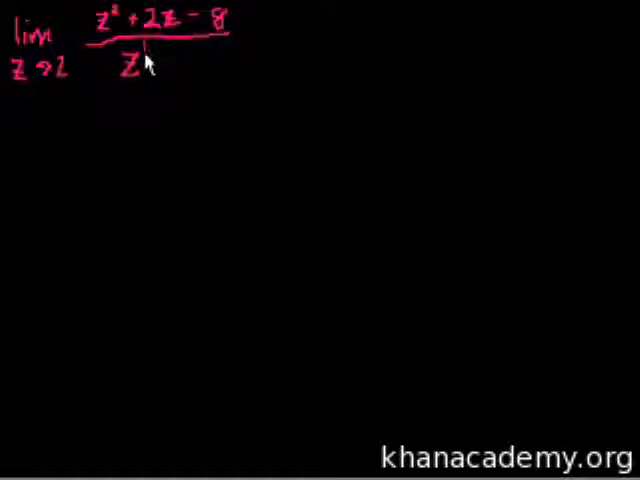 lim z² + 2z - 8
z → 2 z
khanacademy.org